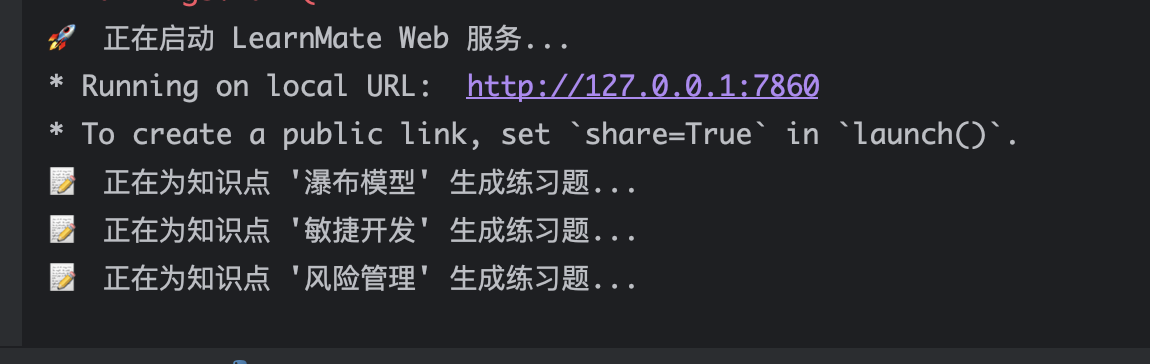 🚀 正在启动 LearnMate Web 服务...
* Running on local URL:  http://127.0.0.1:7860
* To create a public link, set `share=True` in `launch()`.
📝 正在为知识点 '瀑布模型' 生成练习题...
📝 正在为知识点 '敏捷开发' 生成练习题...
📝 正在为知识点 '风险管理' 生成练习题...